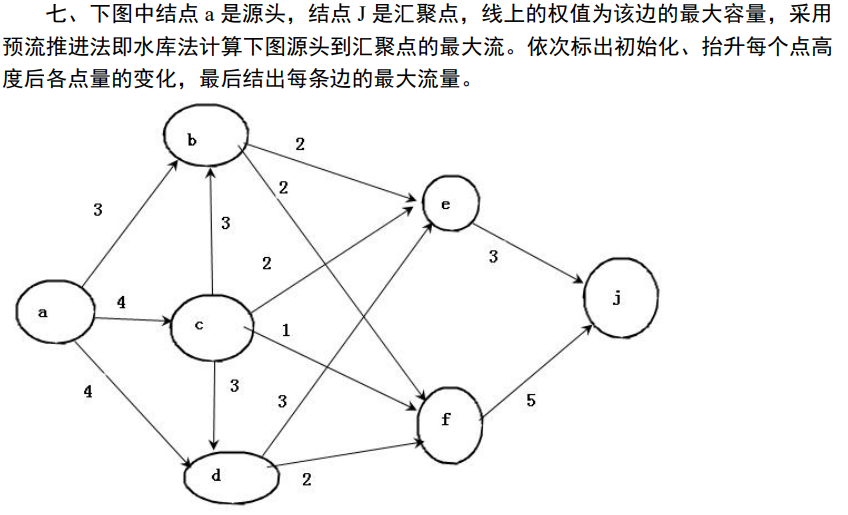 七、下图中结点 a 是源头，结点 J 是汇聚点，线上的权值为该边的最大容量，采用
预流推进法即水库法计算下图源头到汇聚点的最大流。依次标出初始化、抬升每个点高
度后各点量的变化，最后结出每条边的最大流量。
b
2
2
e
3
3
2
3
j
a
4
c
1
4
3
3
5
f
d
2